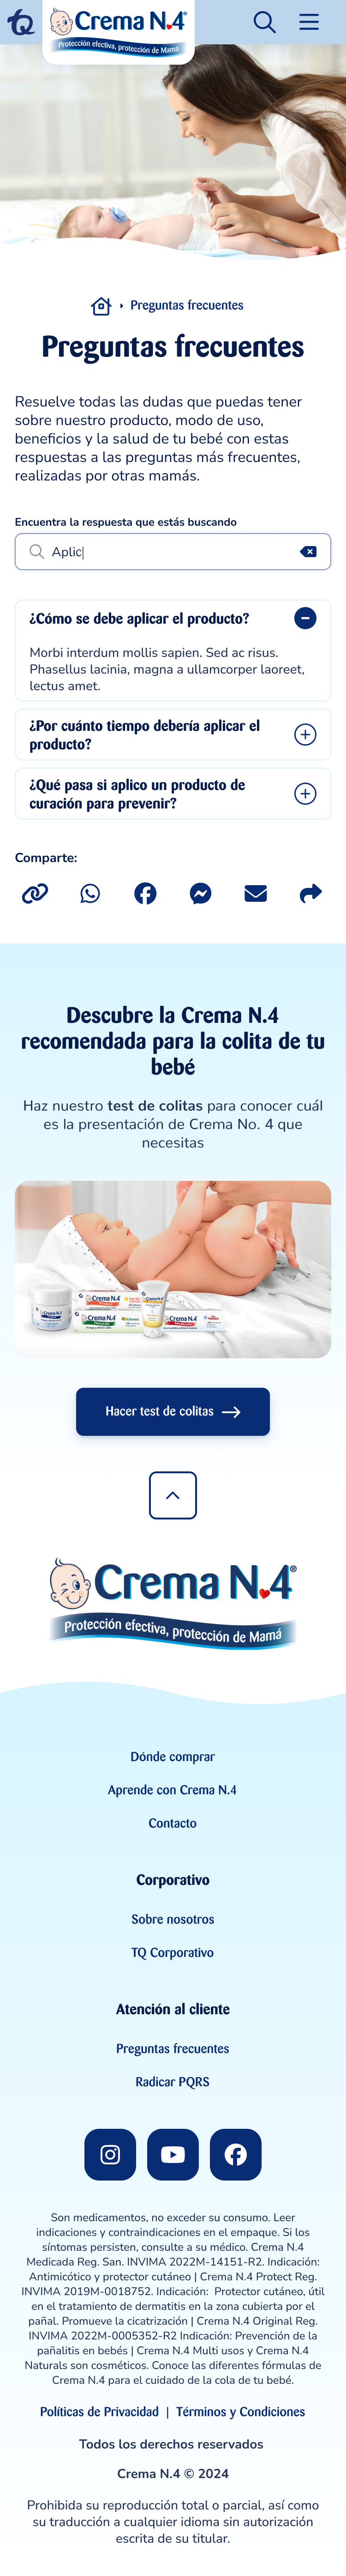 TQ
Crema N.4®
Protección efectiva, protección de Mamá
Preguntas frecuentes
Preguntas frecuentes
Resuelve todas las dudas que puedas tener
sobre nuestro producto, modo de uso,
beneficios y la salud de tu bebé con estas
respuestas a las preguntas más frecuentes,
realizadas por otras mamás.
Encuentra la respuesta que estás buscando
Aplic
¿Cómo se debe aplicar el producto?
Morbi interdum mollis sapien. Sed ac risus.
Phasellus lacinia, magna a ullamcorper laoreet,
lectus amet.
¿Por cuánto tiempo debería aplicar el
producto?
¿Qué pasa si aplico un producto de
curación para prevenir?
Comparte:
Descubre la Crema N.4
recomendada para la colita de tu
bebé
Haz nuestro test de colitas para conocer cuál
es la presentación de Crema No. 4 que
necesitas
Crema N.4
Crema N.4
Crema N.4
Crema N.4
Hacer test de colitas
Crema N.4®
Protección efectiva, protección de Mamá
Dónde comprar
Aprende con Crema N.4
Contacto
Corporativo
Sobre nosotros
TQ Corporativo
Atención al cliente
Preguntas frecuentes
Radicar PQRS
Son medicamentos, no exceder su consumo. Leer
indicaciones y contraindicaciones en el empaque. Si los
síntomas persisten, consulte a su médico. Crema N.4
Medicada Reg. San. INVIMA 2022M-14151-R2. Indicación:
Antimicótico y protector cutáneo | Crema N.4 Protect Reg.
INVIMA 2019M-0018752. Indicación: Protector cutáneo, útil
en el tratamiento de dermatitis en la zona cubierta por el
pañal. Promueve la cicatrización | Crema N.4 Original Reg.
INVIMA 2022M-0005352-R2 Indicación: Prevención de la
pañalitis en bebés | Crema N.4 Multi usos y Crema N.4
Naturals son cosméticos. Conoce las diferentes fórmulas de
Crema N.4 para el cuidado de la cola de tu bebé.
Políticas de Privacidad | Términos y Condiciones
Todos los derechos reservados
Crema N.4 © 2024
Prohibida su reproducción total o parcial, así como
su traducción a cualquier idioma sin autorización
escrita de su titular.